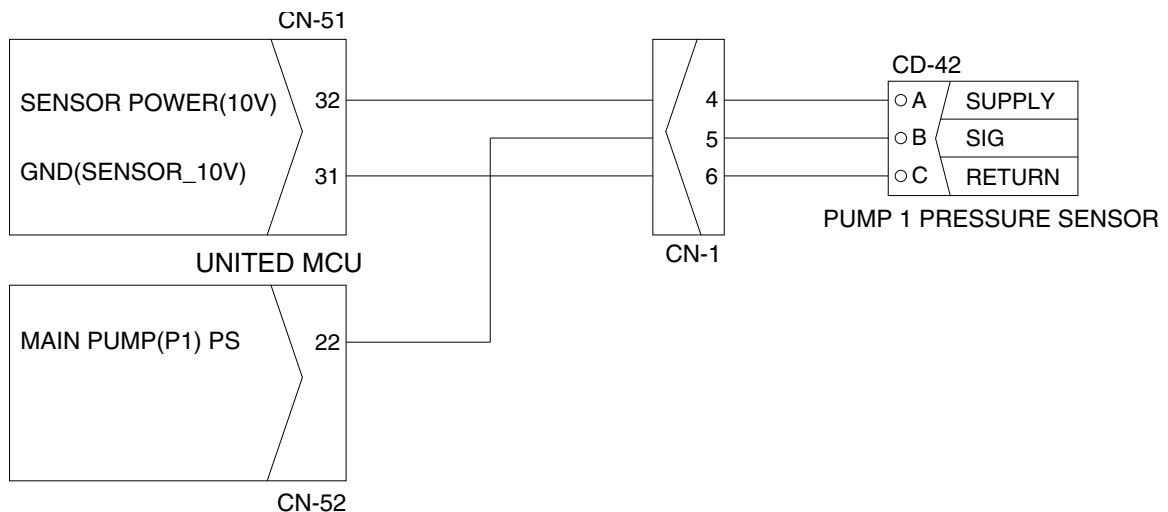 CN-51
SENSOR POWER(10V) 32
GND(SENSOR_10V) 31
UNITED MCU
MAIN PUMP(P1) PS 22
CN-52
4
5
6
CN-1
CD-42
A SUPPLY
B SIG
C RETURN
PUMP 1 PRESSURE SENSOR